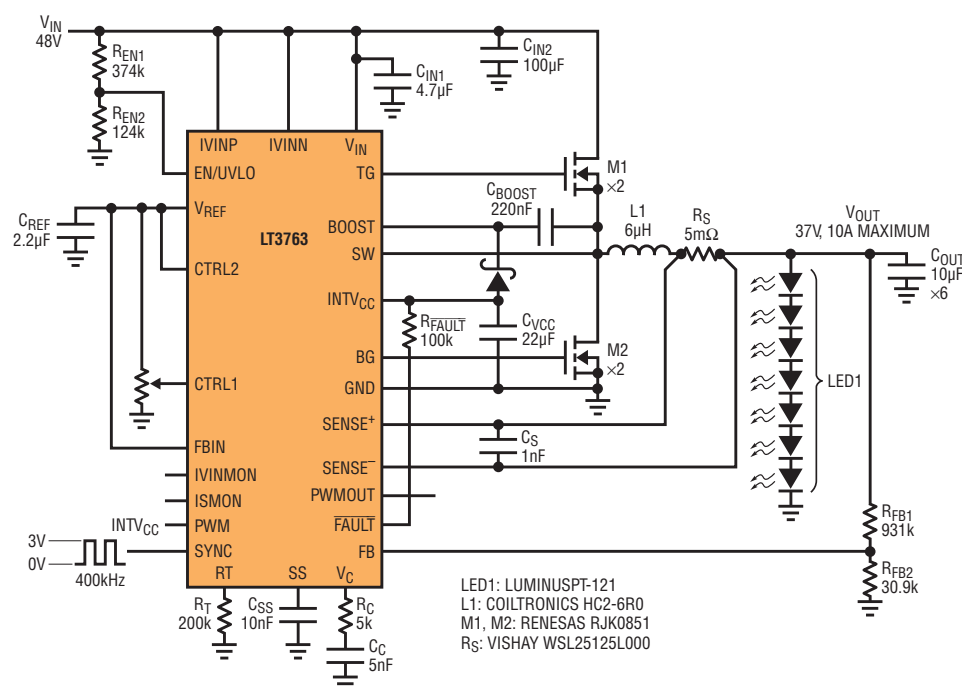 VIN
48V
REN1
374k
REN2
124k
CIN1
4.7µF
CIN2
100µF
IVINP
IVINN
VIN
EN/UVLO
TG
M1
×2
VREF
CREF
2.2µF
LT3763
BOOST
CBOOST
220nF
CTRL2
SW
L1
6µH
RS
5mΩ
VOUT
37V, 10A MAXIMUM
COUT
10µF
×6
INTVCC
RFAULT
100k
CVCC
22µF
BG
M2
×2
CTRL1
GND
LED1
SENSE+
CS
1nF
FBIN
SENSE–
IVINMON
ISMON
PWMOUT
INTVCC
PWM
FAULT
3V
0V
400kHz
SYNC
FB
RFB1
931k
RFB2
30.9k
RT
SS
VC
RT
200k
CSS
10nF
RC
5k
CC
5nF
LED1: LUMINUSPT-121
L1: COILTRONICS HC2-6R0
M1, M2: RENESAS RJK0851
RS: VISHAY WSL25125L000